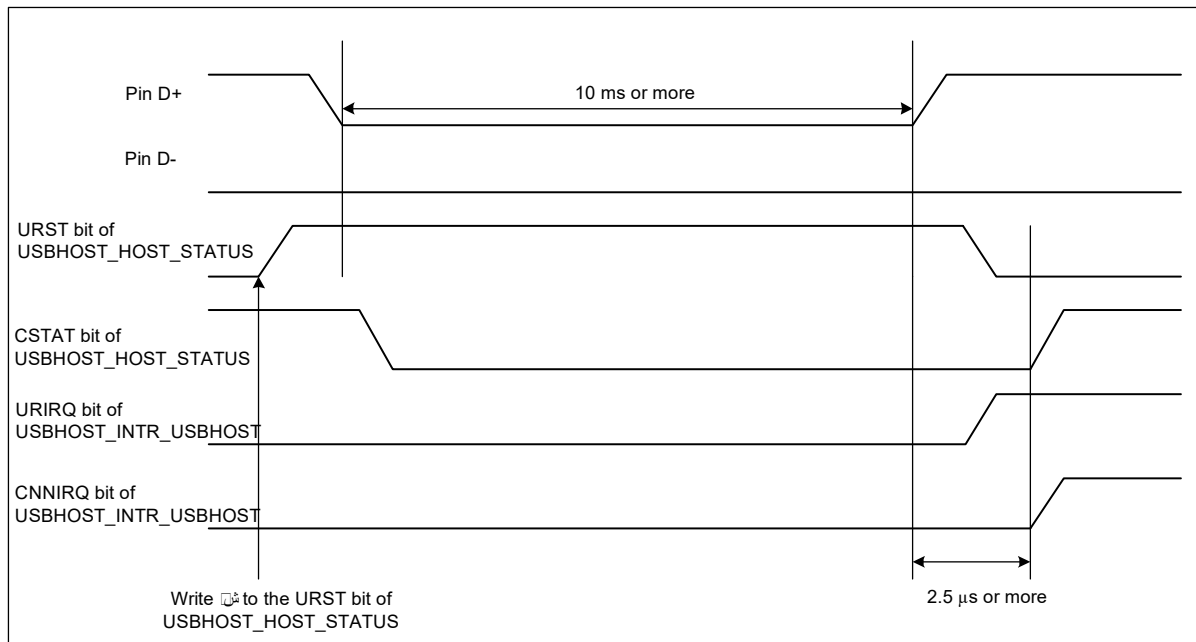 Pin D+
10 ms or more
Pin D-
URST bit of
USBHOST_HOST_STATUS
CSTAT bit of
USBHOST_HOST_STATUS
URIRQ bit of
USBHOST_INTR_USBHOST
CNNIRQ bit of
USBHOST_INTR_USBHOST
Write to the URST bit of
USBHOST_HOST_STATUS
2.5 μs or more